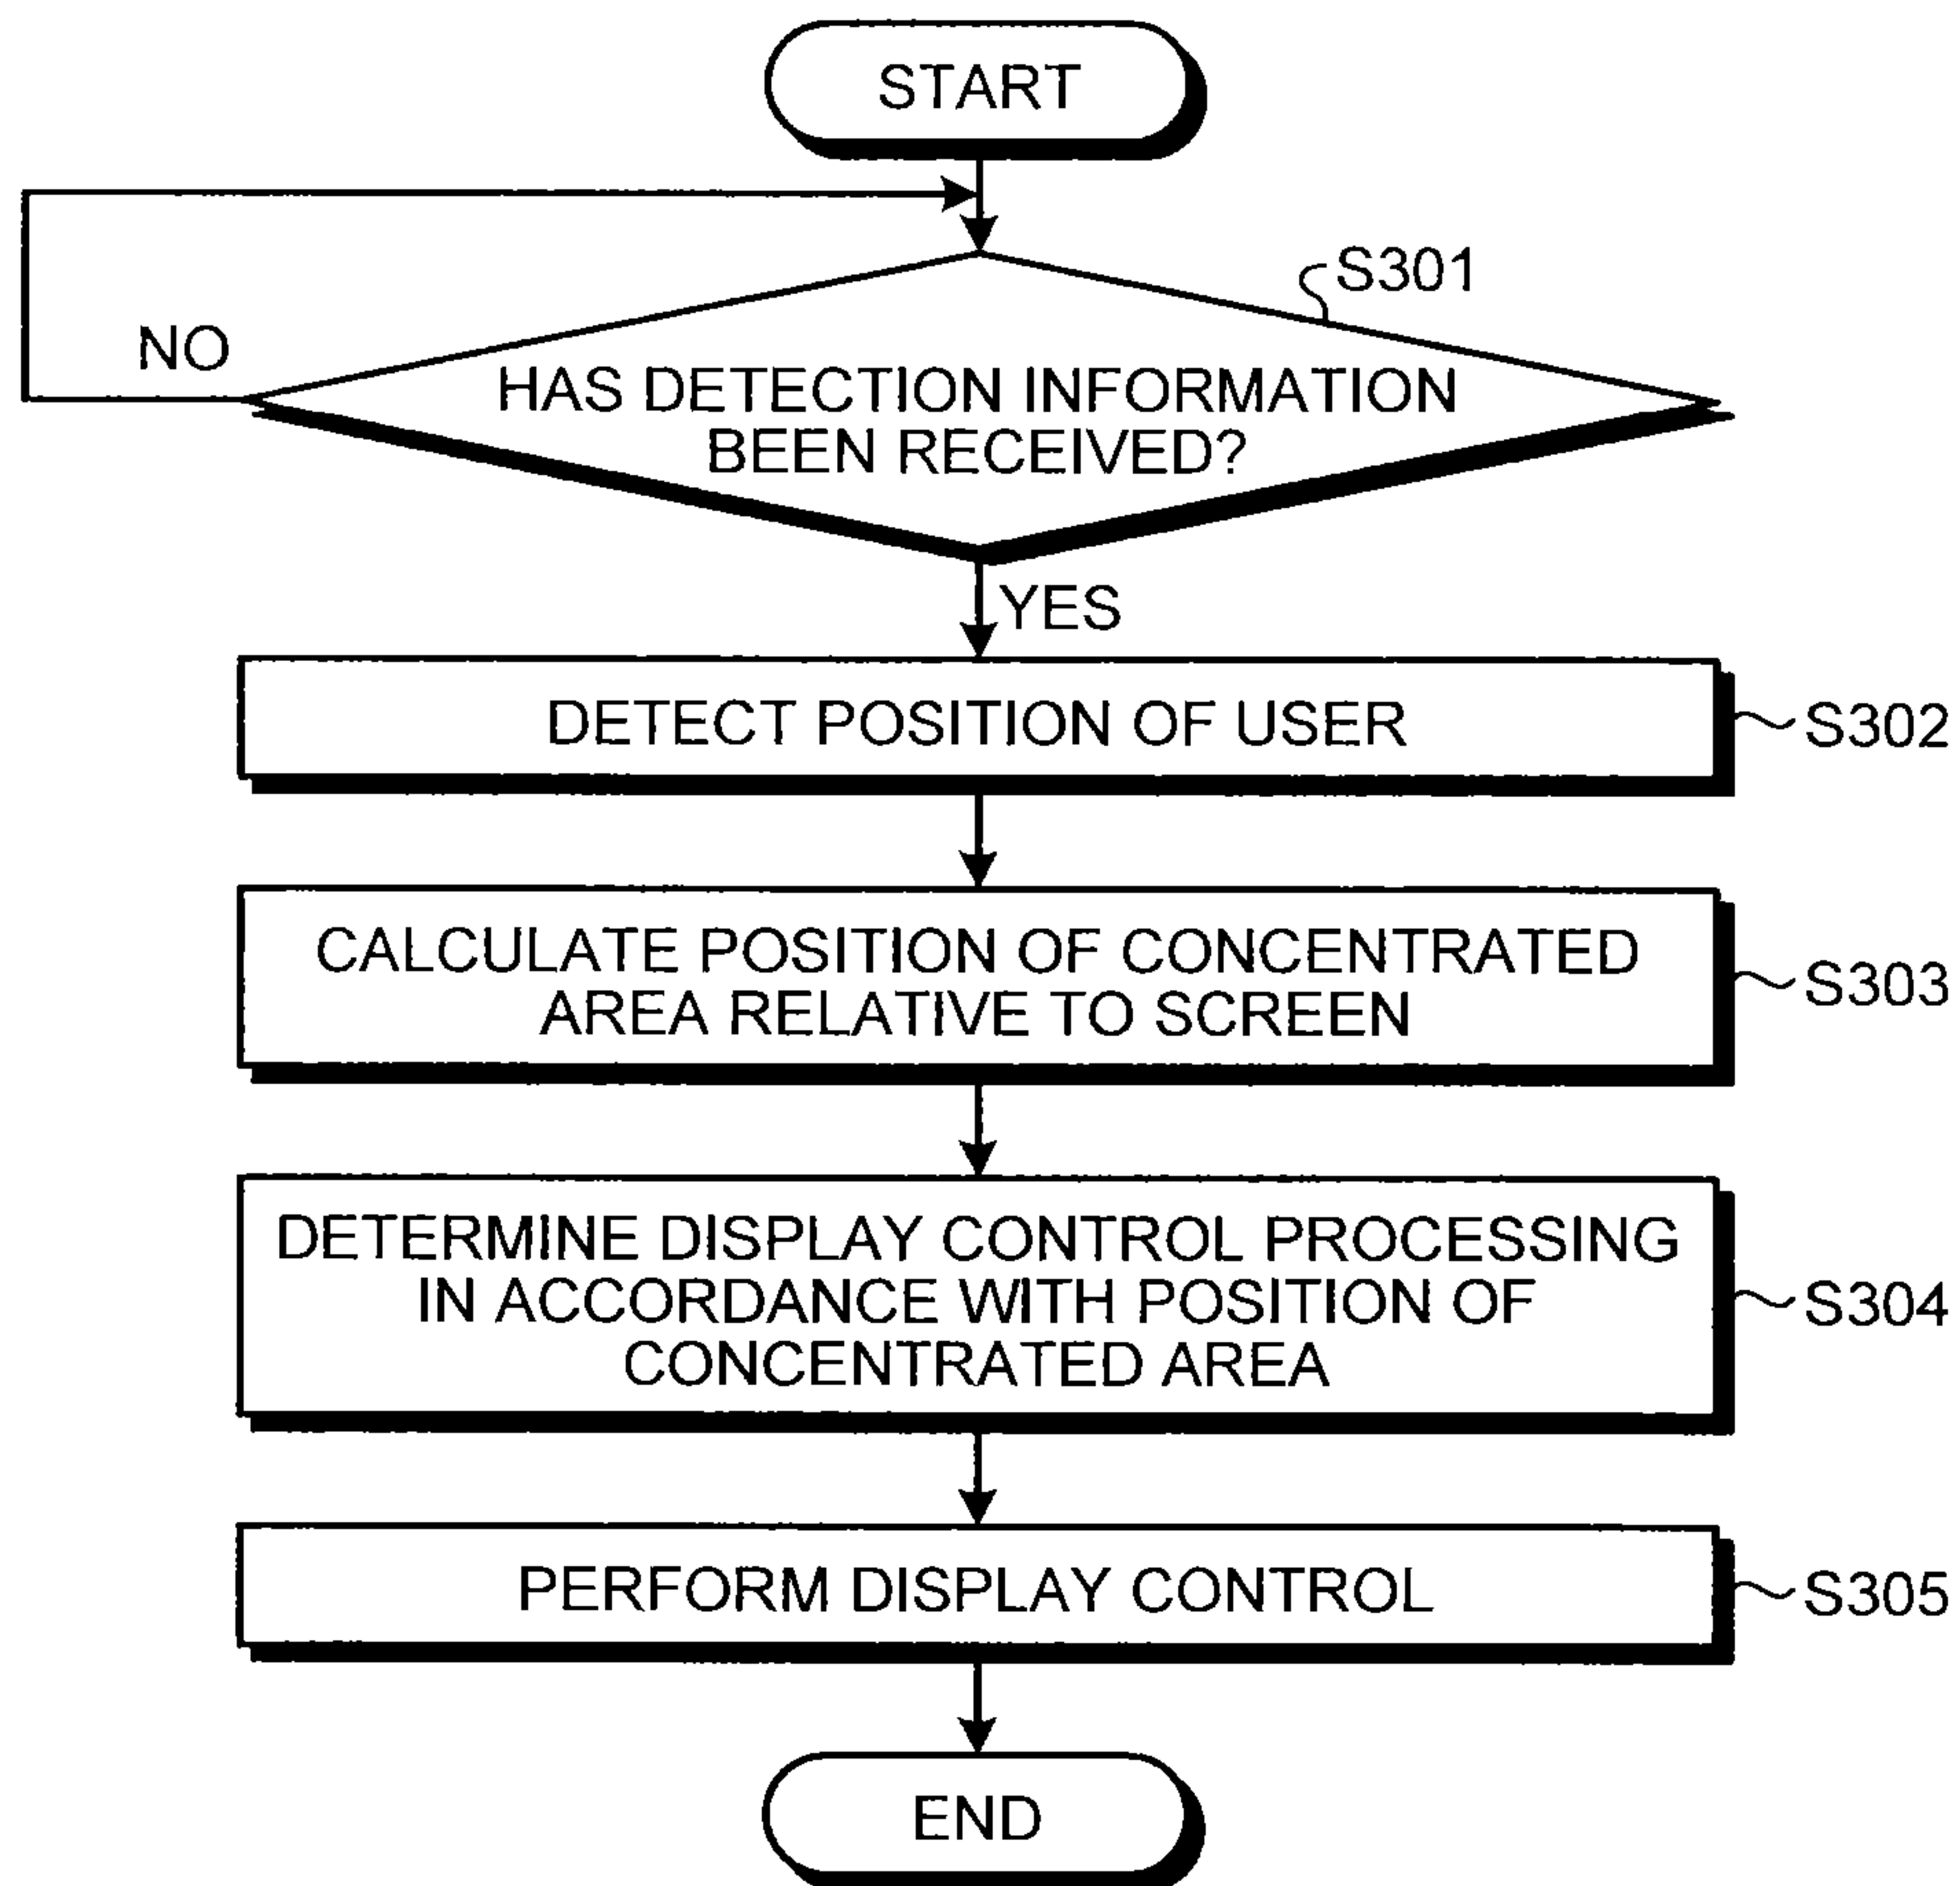 START
S301
NO
HAS DETECTION INFORMATION
BEEN RECEIVED?
YES
DETECT POSITION OF USER
S302
CALCULATE POSITION OF CONCENTRATED
AREA RELATIVE TO SCREEN
S303
DETERMINE DISPLAY CONTROL PROCESSING
IN ACCORDANCE WITH POSITION OF
CONCENTRATED AREA
S304
PERFORM DISPLAY CONTROL
S305
END